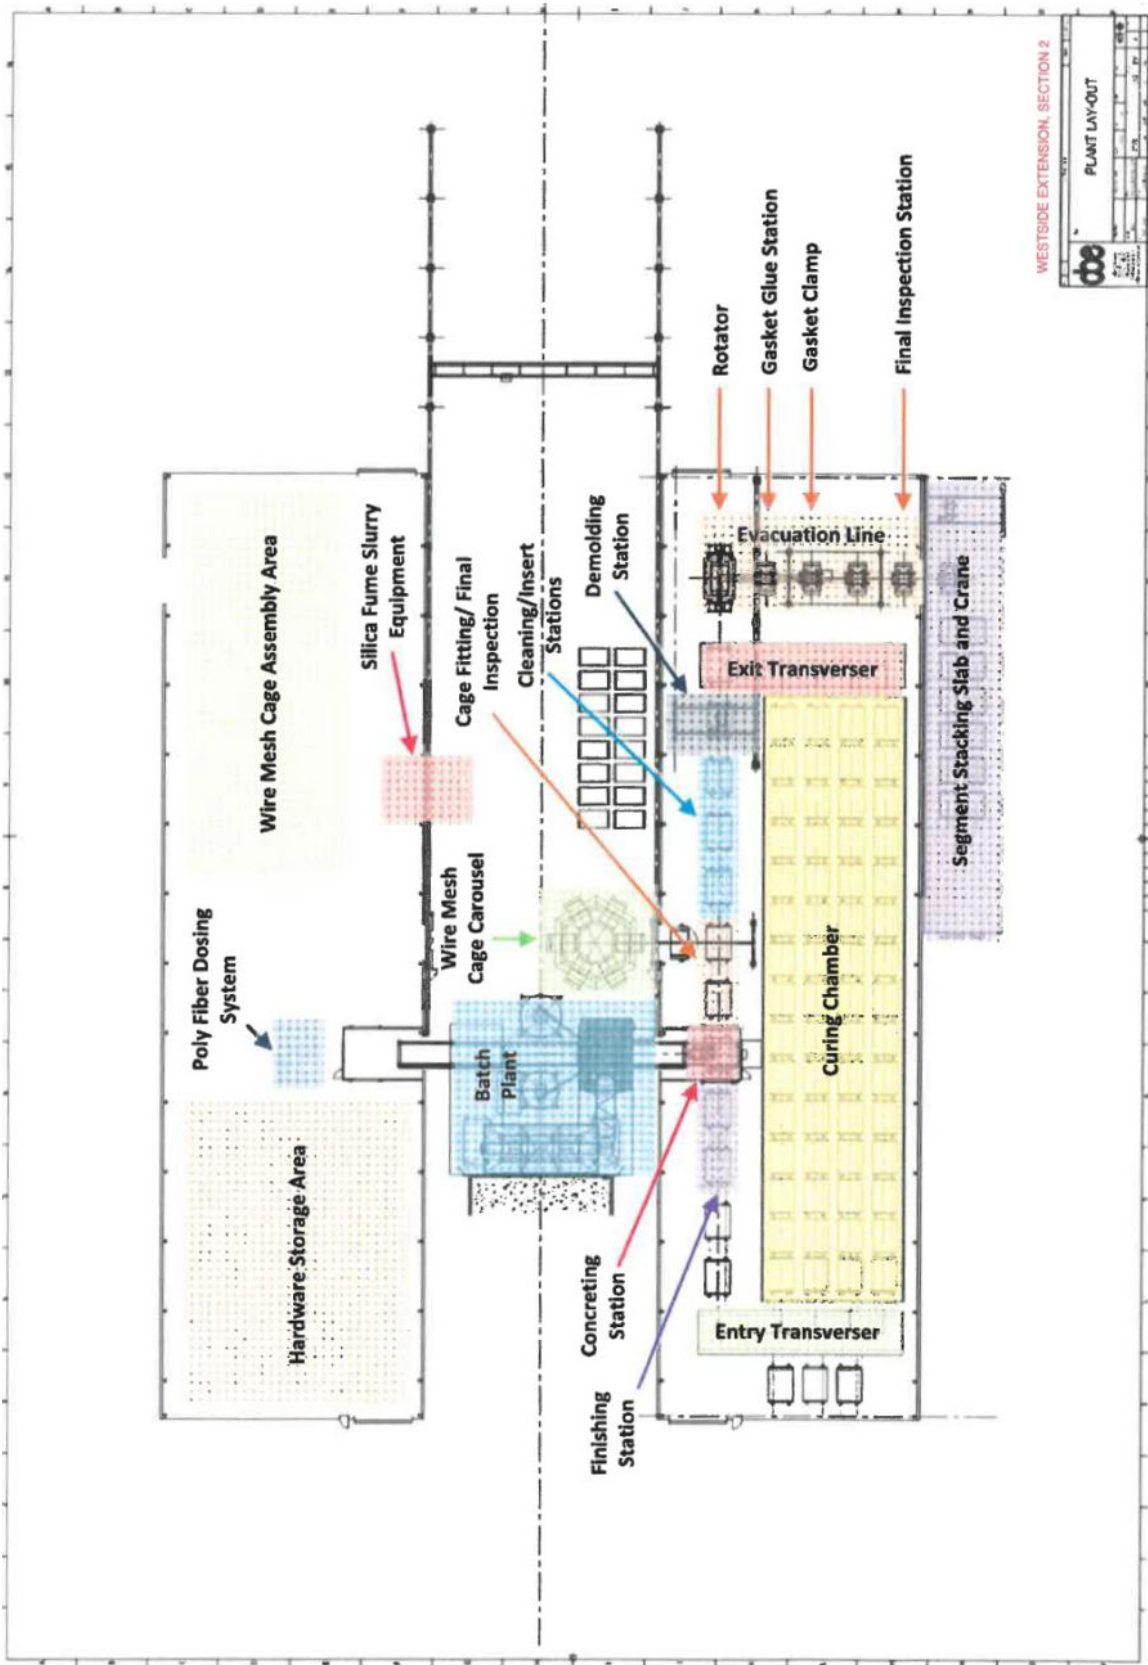 Hardware Storage Area
Poly Fiber Dosing
System
Wire Mesh Cage Assembly Area
Silica Fume Slurry
Equipment
Wire Mesh
Cage Carousel
Batch
Plant
Cage Fitting/ Final
Inspection
Cleaning/Insert
Stations
Demolding
Station
Finishing
Station
Concreting
Station
Entry Transverser
Curing Chamber
Exit Transverser
Evacuation Line
Segment Stacking Slab and Crane
Rotator
Gasket Glue Station
Gasket Clamp
Final Inspection Station
WESTSIDE EXTENSION, SECTION 2
cbe
PLANT LAY-OUT